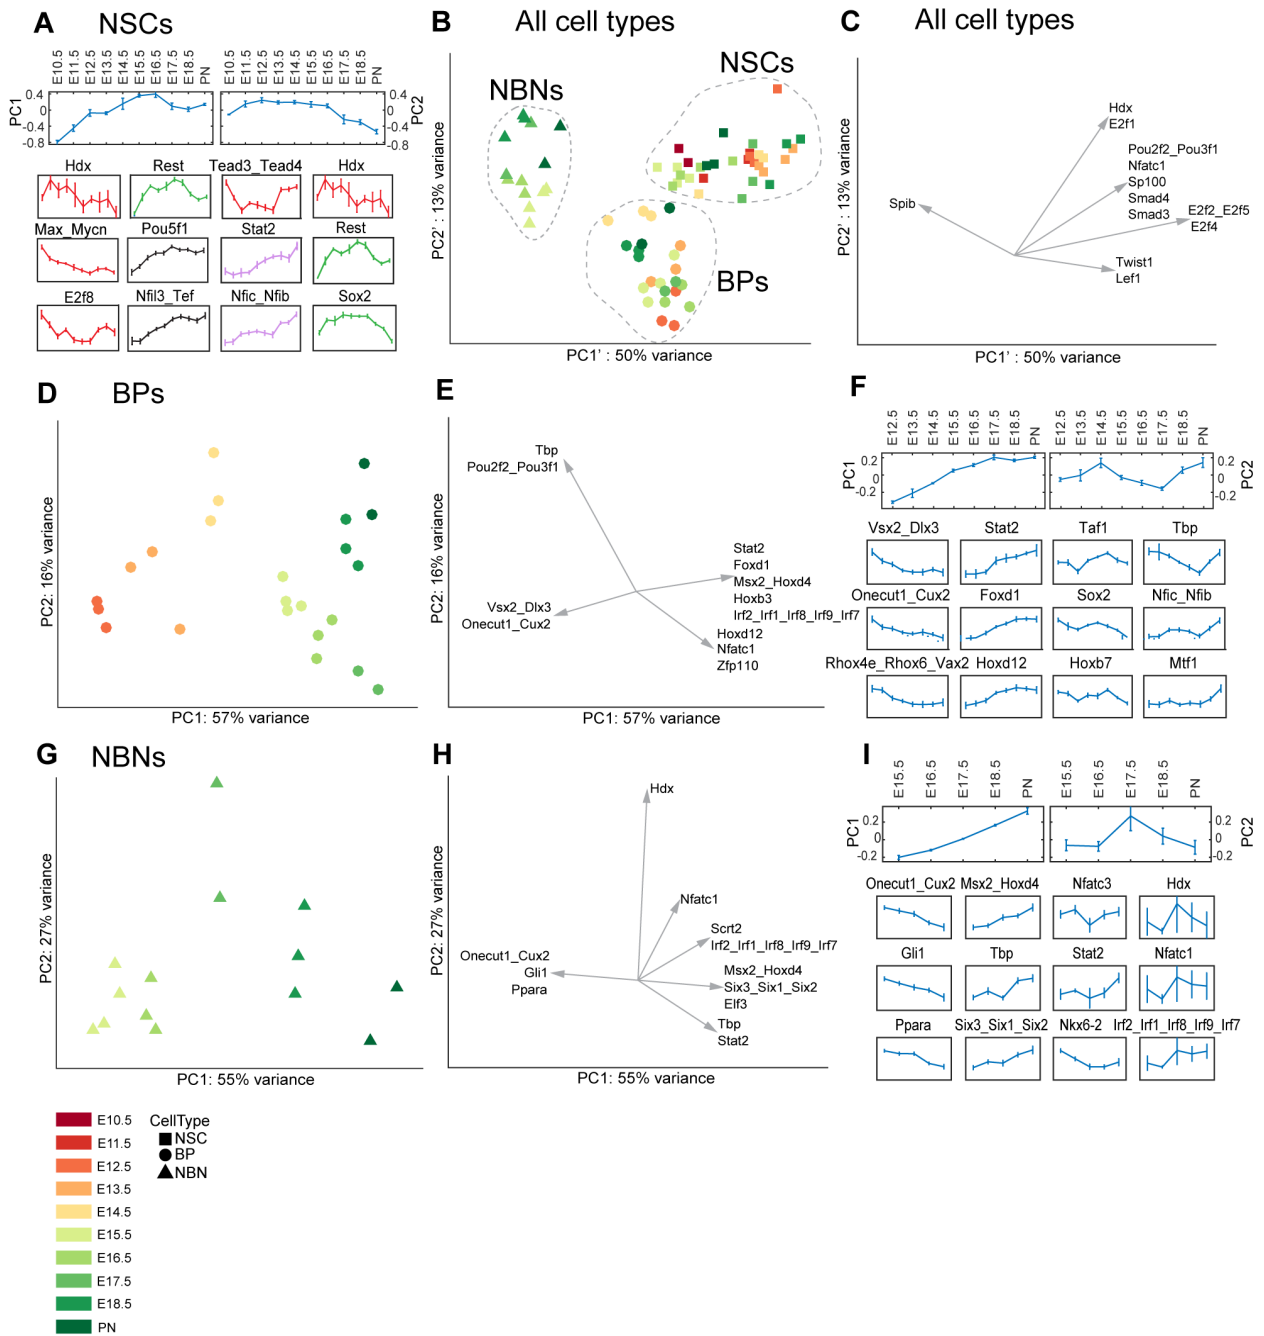 A NSCs
E10.5 E11.5 E12.5 E13.5 E14.5 E15.5 E16.5 E17.5 E18.5 PN
E10.5 E11.5 E12.5 E13.5 E14.5 E15.5 E16.5 E17.5 E18.5 PN
PC1 0.4 0 -0.4 -0.8
0.4 0 -0.4 -0.8 PC2
Hdx Rest Tead3_Tead4 Hdx
Max_Mycn Pou5f1 Stat2 Rest
E2f8 Nfil3_Tef Nfic_Nfib Sox2
B All cell types
NBNs
NSCs
BPs
PC2' : 13% variance
PC1' : 50% variance
C All cell types
Hdx
E2f1
Pou2f2_Pou3f1
Nfatc1
Sp100
Smad4
Smad3
E2f2_E2f5
E2f4
Spib
Twist1
Lef1
PC2' : 13% variance
PC1' : 50% variance
D BPs
PC2: 16% variance
PC1: 57% variance
E
Tbp
Pou2f2_Pou3f1
Stat2
Foxd1
Msx2_Hoxd4
Hoxb3
Irf2_Irf1_Irf8_Irf9_Irf7
Vsx2_Dlx3
Onecut1_Cux2
Hoxd12
Nfatc1
Zfp110
PC2: 16% variance
PC1: 57% variance
F
E12.5 E13.5 E14.5 E15.5 E16.5 E17.5 E18.5 PN
E12.5 E13.5 E14.5 E15.5 E16.5 E17.5 E18.5 PN
PC1 0.2 0 -0.2
0.2 0 -0.2 PC2
Vsx2_Dlx3 Stat2 Taf1 Tbp
Onecut1_Cux2 Foxd1 Sox2 Nfic_Nfib
Rhox4e_Rhox6_Vax2 Hoxd12 Hoxb7 Mtf1
G NBNs
PC2: 27% variance
PC1: 55% variance
H
Hdx
Nfatc1
Scrt2
Irf2_Irf1_Irf8_Irf9_Irf7
Onecut1_Cux2
Gli1
Ppara
Msx2_Hoxd4
Six3_Six1_Six2
Elf3
Tbp
Stat2
PC2: 27% variance
PC1: 55% variance
I
E15.5 E16.5 E17.5 E18.5 PN
E15.5 E16.5 E17.5 E18.5 PN
PC1 0.2 0 -0.2
0.2 0 -0.2 PC2
Onecut1_Cux2 Msx2_Hoxd4 Nfatc3 Hdx
Gli1 Tbp Stat2 Nfatc1
Ppara Six3_Six1_Six2 Nkx6-2 Irf2_Irf1_Irf8_Irf9_Irf7
E10.5
E11.5
E12.5
E13.5
E14.5
E15.5
E16.5
E17.5
E18.5
PN
CellType
NSC
BP
NBN